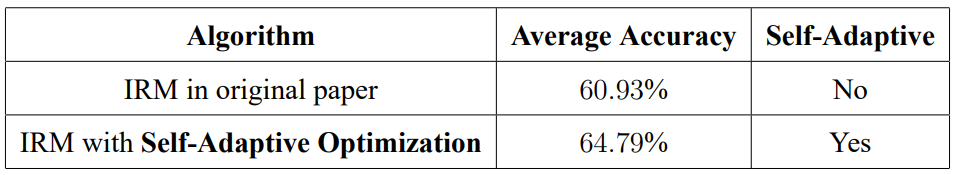 Algorithm Average Accuracy Self-Adaptive
IRM in original paper 60.93% No
IRM with Self-Adaptive Optimization 64.79% Yes